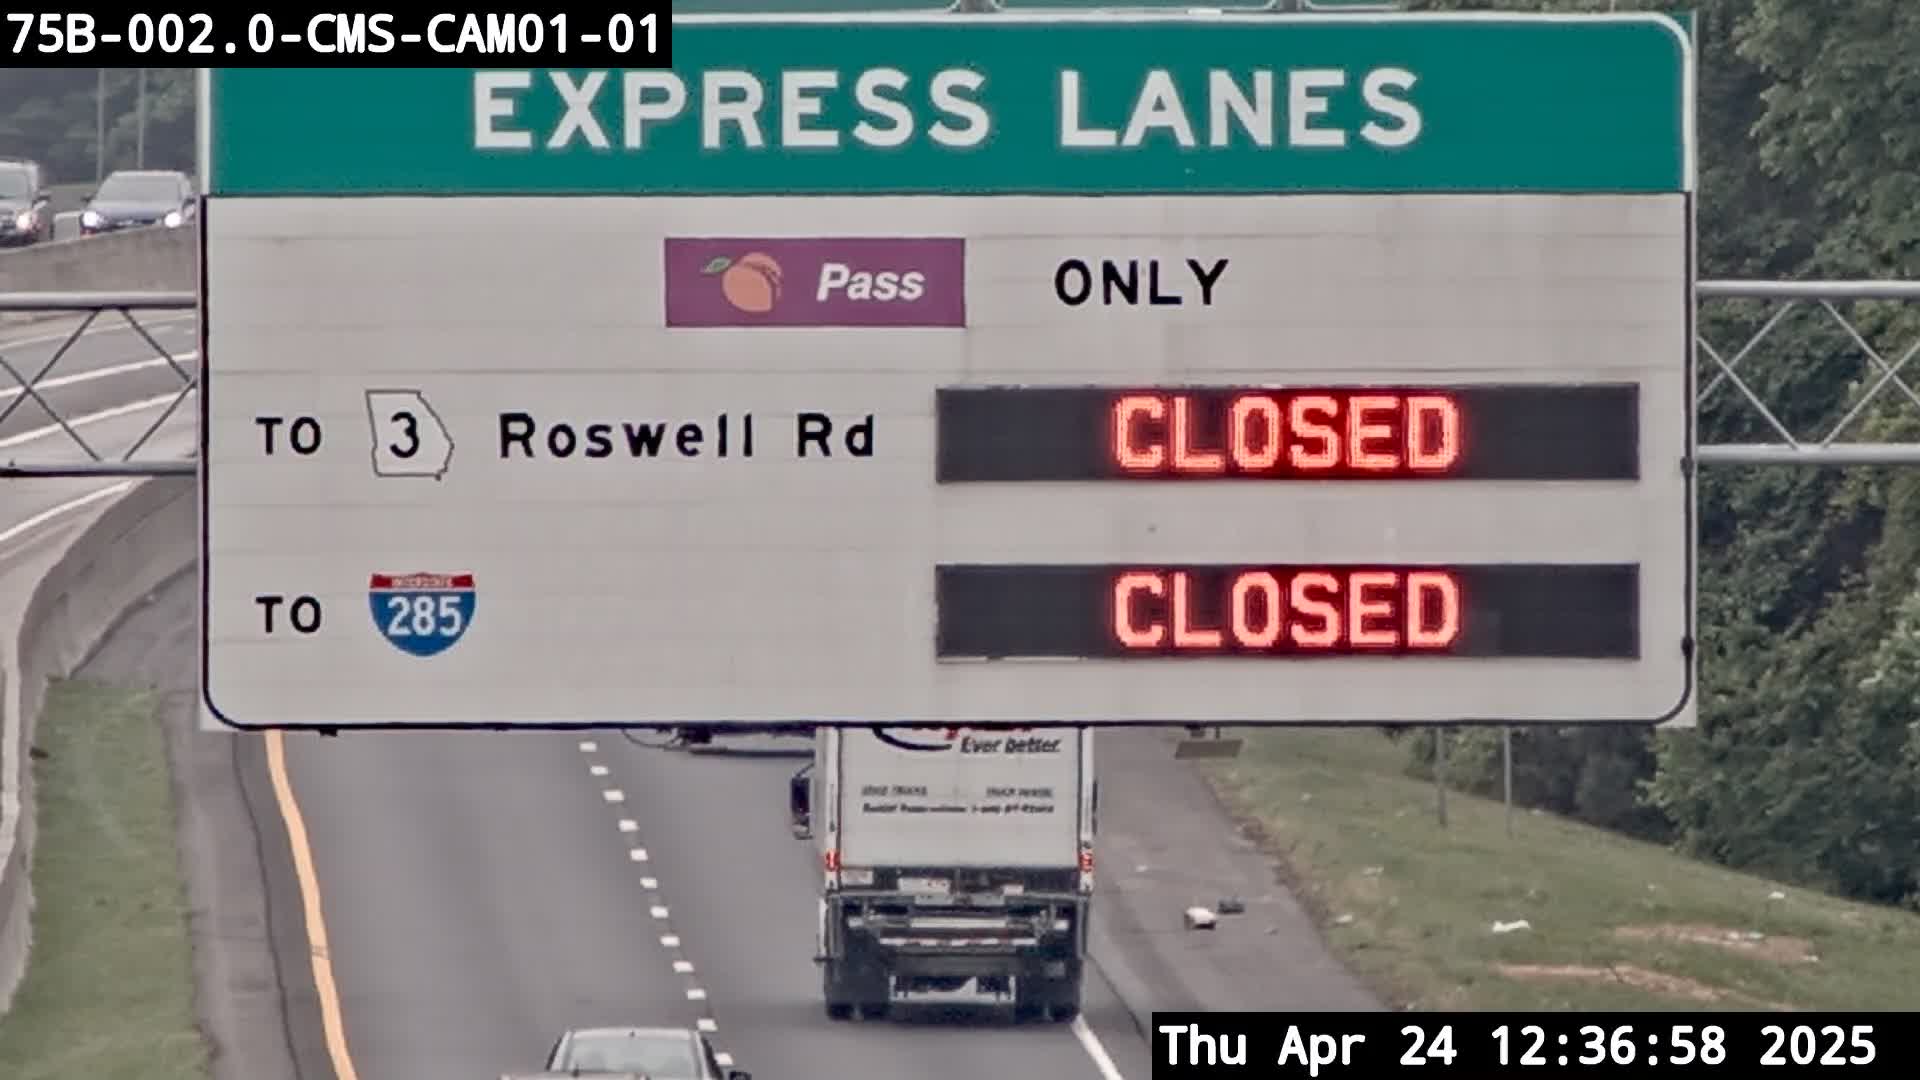 75B-002.0-CMS-CAM01-01
EXPRESS LANES
Pass ONLY
TO 3 Roswell Rd CLOSED
TO INTERSTATE 285 CLOSED
Ever better.
Thu Apr 24 12:36:58 2025